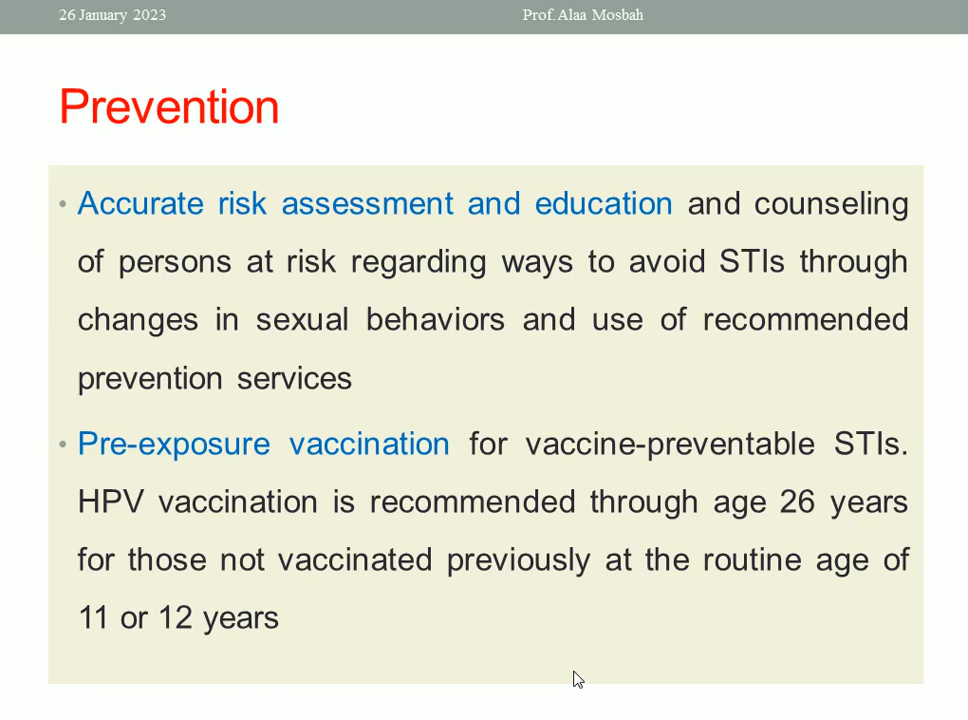 26 January 2023 Prof. Alaa Mosbah
Prevention
• Accurate risk assessment and education and counseling
of persons at risk regarding ways to avoid STIs through
changes in sexual behaviors and use of recommended
prevention services
• Pre-exposure vaccination for vaccine-preventable STIs.
HPV vaccination is recommended through age 26 years
for those not vaccinated previously at the routine age of
11 or 12 years